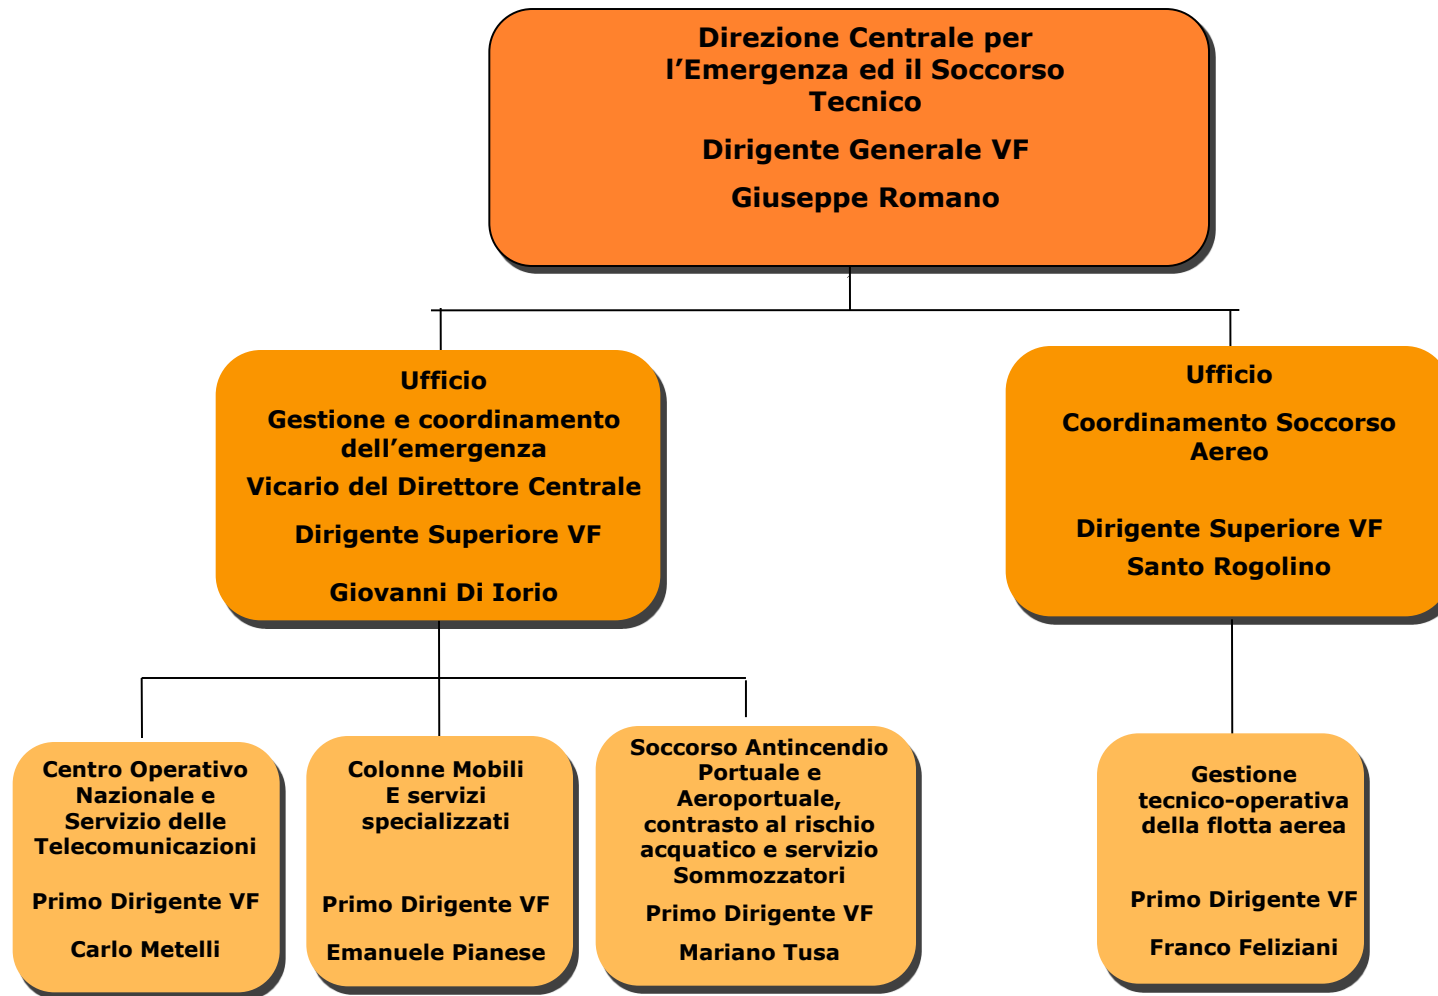 Direzione Centrale per
l’Emergenza ed il Soccorso
Tecnico
Dirigente Generale VF
Giuseppe Romano
Ufficio
Gestione e coordinamento
dell’emergenza
Vicario del Direttore Centrale
Dirigente Superiore VF
Giovanni Di Iorio
Ufficio
Coordinamento Soccorso
Aereo
Dirigente Superiore VF
Santo Rogolino
Centro Operativo
Nazionale e
Servizio delle
Telecomunicazioni
Primo Dirigente VF
Carlo Metelli
Colonne Mobili
E servizi
specializzati
Primo Dirigente VF
Emanuele Pianese
Soccorso Antincendio
Portuale e
Aeroportuale,
contrasto al rischio
acquatico e servizio
Sommozzatori
Primo Dirigente VF
Mariano Tusa
Gestione
tecnico-operativa
della flotta aerea
Primo Dirigente VF
Franco Feliziani